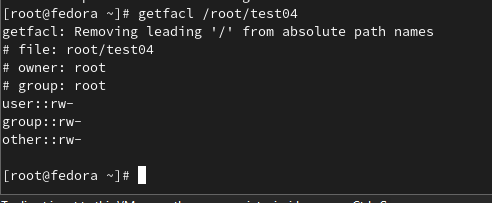 [root@fedora ~]# getfacl /root/test04
getfacl: Removing leading '/' from absolute path names
# file: root/test04
# owner: root
# group: root
user::rw-
group::rw-
other::rw-
[root@fedora ~]#